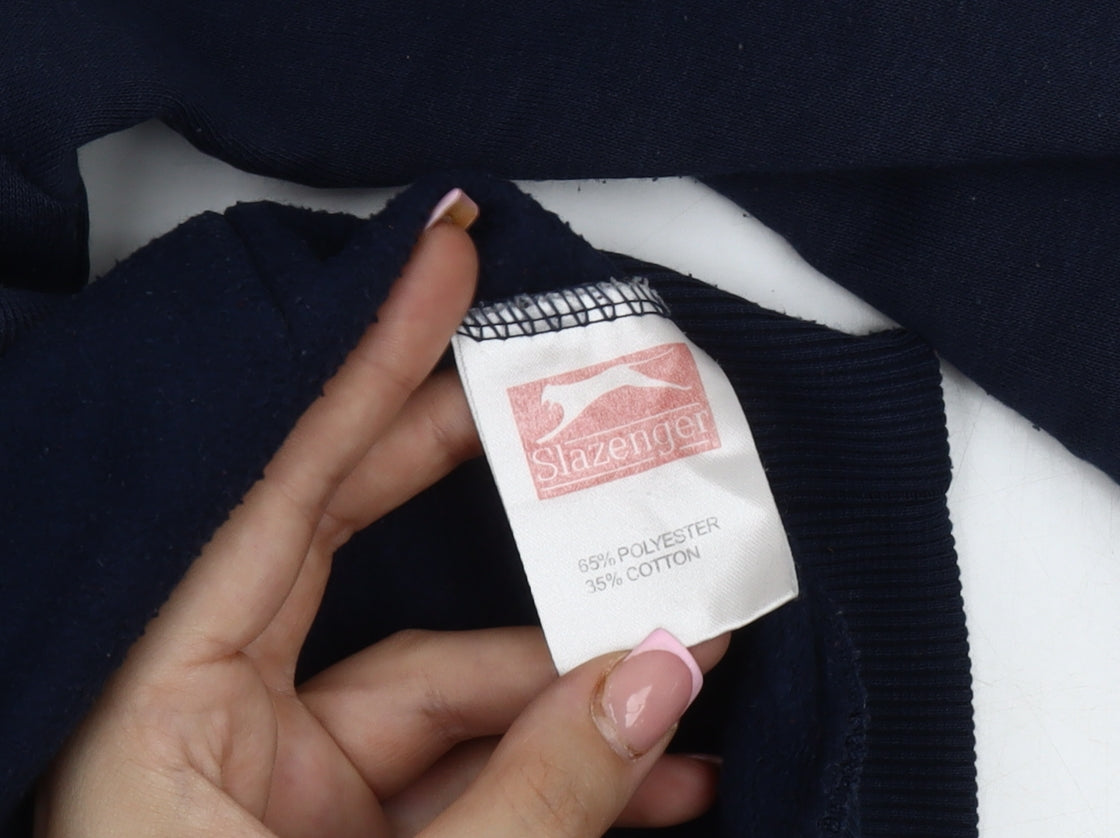 Slazenger
65% POLYESTER
35% COTTON